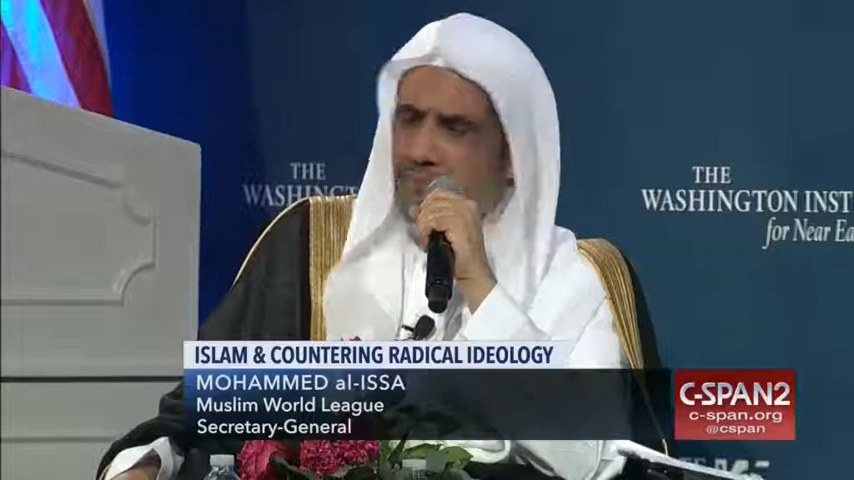 THE
WASHINGTON
THE
WASHINGTON INST
for Near Ea
ISLAM & COUNTERING RADICAL IDEOLOGY
MOHAMMED al-ISSA
Muslim World League
Secretary-General
C-SPAN2
c-span.org
@cspan